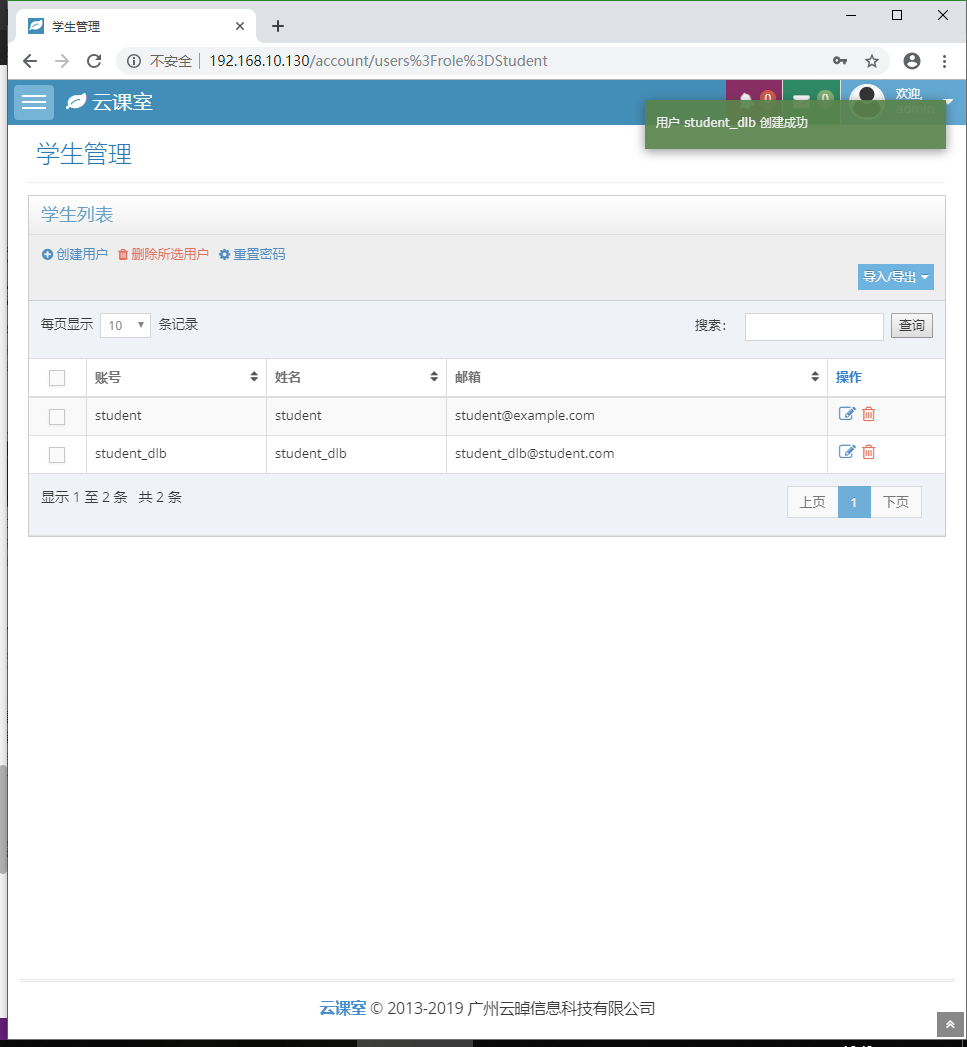 学生管理
不安全 192.168.10.130/account/users%3Frole%3DStudent
云课室 0 0 欢迎,
admin
用户 student_dlb 创建成功
学生管理
学生列表
创建用户 删除所选用户 重置密码
导入/导出
每页显示 10 条记录 搜索： 查询
账号 姓名 邮箱 操作
student student student@example.com
student_dlb student_dlb student_dlb@student.com
显示 1 至 2 条 共 2 条 上页 1 下页
云课室 © 2013-2019 广州云晫信息科技有限公司